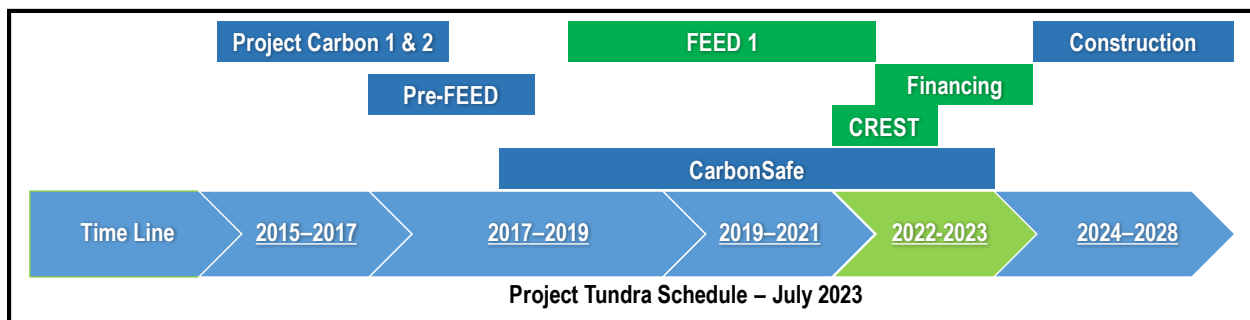 Project Carbon 1 & 2
FEED 1
Construction
Pre-FEED
Financing
CREST
CarbonSafe
Time Line
2015–2017
2017–2019
2019–2021
2022-2023
2024–2028
Project Tundra Schedule – July 2023